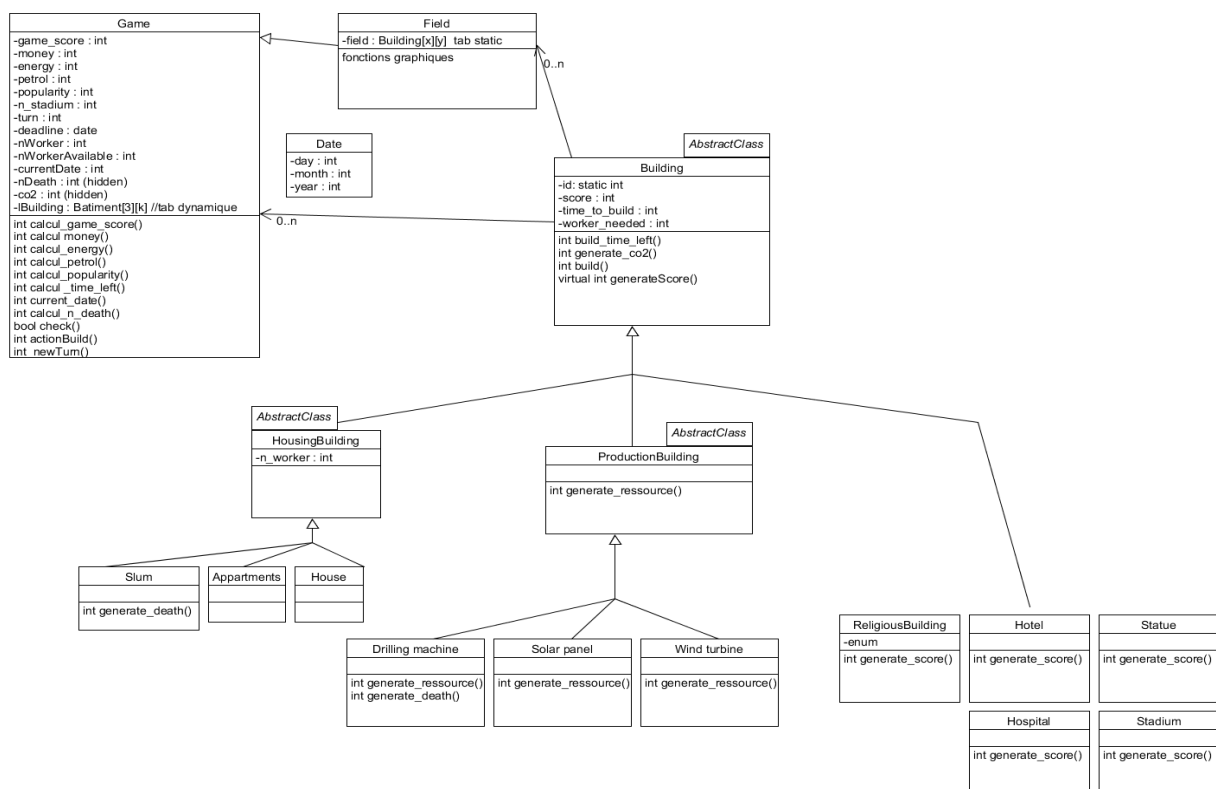 Game
-game_score : int
-money : int
-energy : int
-petrol : int
-popularity : int
-n_stadium : int
-turn : int
-deadline : date
-nWorker : int
-nWorkerAvailable : int
-currentDate : int
-nDeath : int (hidden)
-co2 : int (hidden)
-lBuilding : Batiment[3][k] //tab dynamique
int calcul_game_score()
int calcul money()
int calcul_energy()
int calcul_petrol()
int calcul_popularity()
int calcul _time_left()
int current_date()
int calcul_n_death()
bool check()
int actionBuild()
int newTurn()
Field
-field : Building[x][y] tab static
fonctions graphiques
0..n
Date
-day : int
-month : int
-year : int
0..n
AbstractClass
Building
-id: static int
-score : int
-time_to_build : int
-worker_needed : int
int build_time_left()
int generate_co2()
int build()
virtual int generateScore()
AbstractClass
HousingBuilding
-n_worker : int
AbstractClass
ProductionBuilding
int generate_ressource()
Slum
int generate_death()
Appartments
House
Drilling machine
int generate_ressource()
int generate_death()
Solar panel
int generate_ressource()
Wind turbine
int generate_ressource()
ReligiousBuilding
-enum
int generate_score()
Hotel
int generate_score()
Statue
int generate_score()
Hospital
int generate_score()
Stadium
int generate_score()